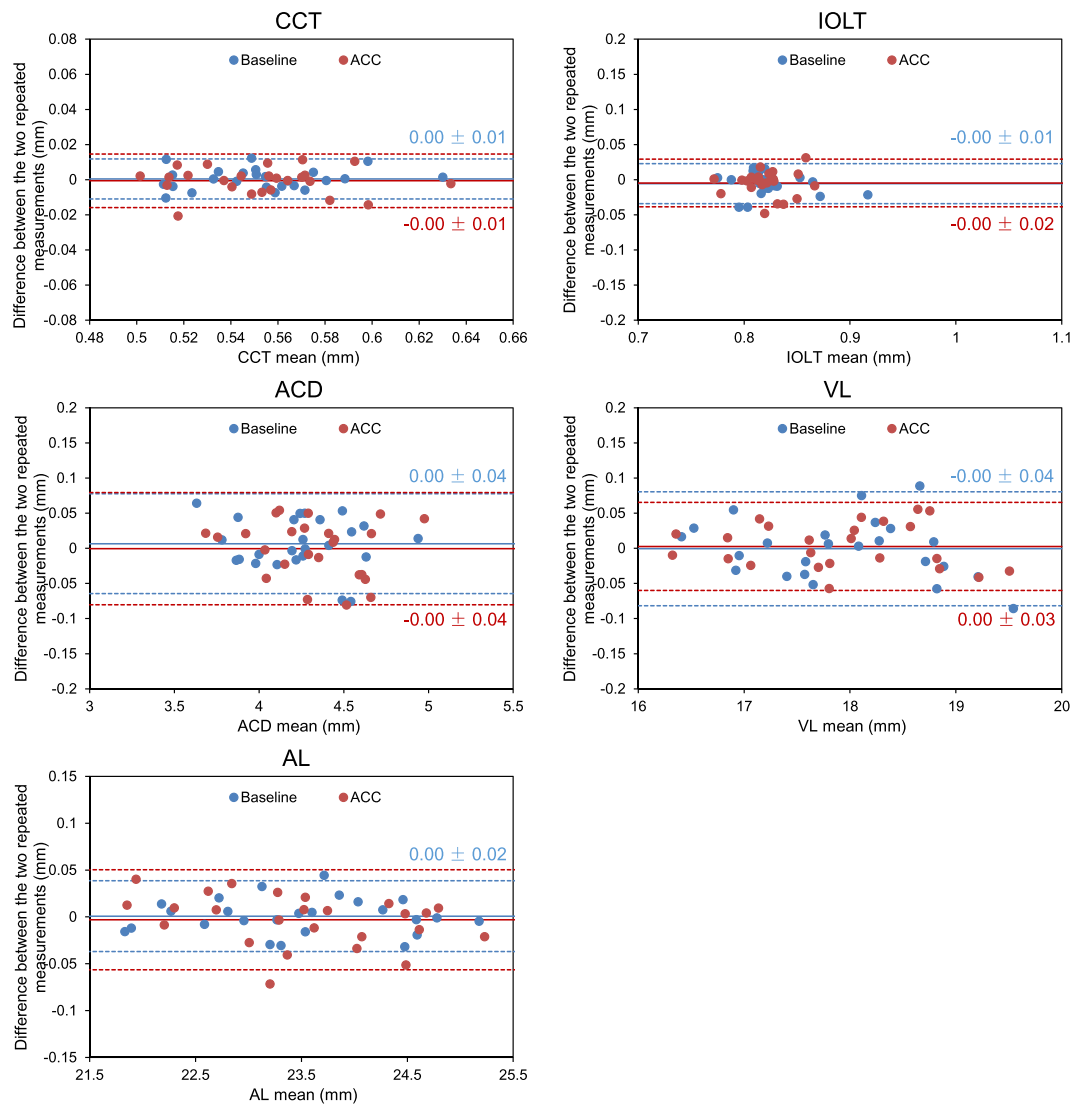 CCT
Difference between the two repeated
measurements (mm)
0.08
0.06
0.04
0.02
0
-0.02
-0.04
-0.06
-0.08
Baseline
ACC
0.00 ± 0.01
-0.00 ± 0.01
0.48
0.5
0.52
0.54
0.56
0.58
0.6
0.62
0.64
0.66
CCT mean (mm)
IOLT
Difference between the two repeated
measurements (mm)
0.2
0.15
0.1
0.05
0
-0.05
-0.1
-0.15
-0.2
Baseline
ACC
-0.00 ± 0.01
-0.00 ± 0.02
0.7
0.8
0.9
1
1.1
IOLT mean (mm)
ACD
Difference between the two repeated
measurements (mm)
0.2
0.15
0.1
0.05
0
-0.05
-0.1
-0.15
-0.2
Baseline
ACC
0.00 ± 0.04
-0.00 ± 0.04
3
3.5
4
4.5
5
5.5
ACD mean (mm)
VL
Difference between the two repeated
measurements (mm)
0.2
0.15
0.1
0.05
0
-0.05
-0.1
-0.15
-0.2
Baseline
ACC
-0.00 ± 0.04
0.00 ± 0.03
16
17
18
19
20
VL mean (mm)
AL
Difference between the two repeated
measurements (mm)
0.15
0.1
0.05
0
-0.05
-0.1
-0.15
Baseline
ACC
0.00 ± 0.02
21.5
22.5
23.5
24.5
25.5
AL mean (mm)